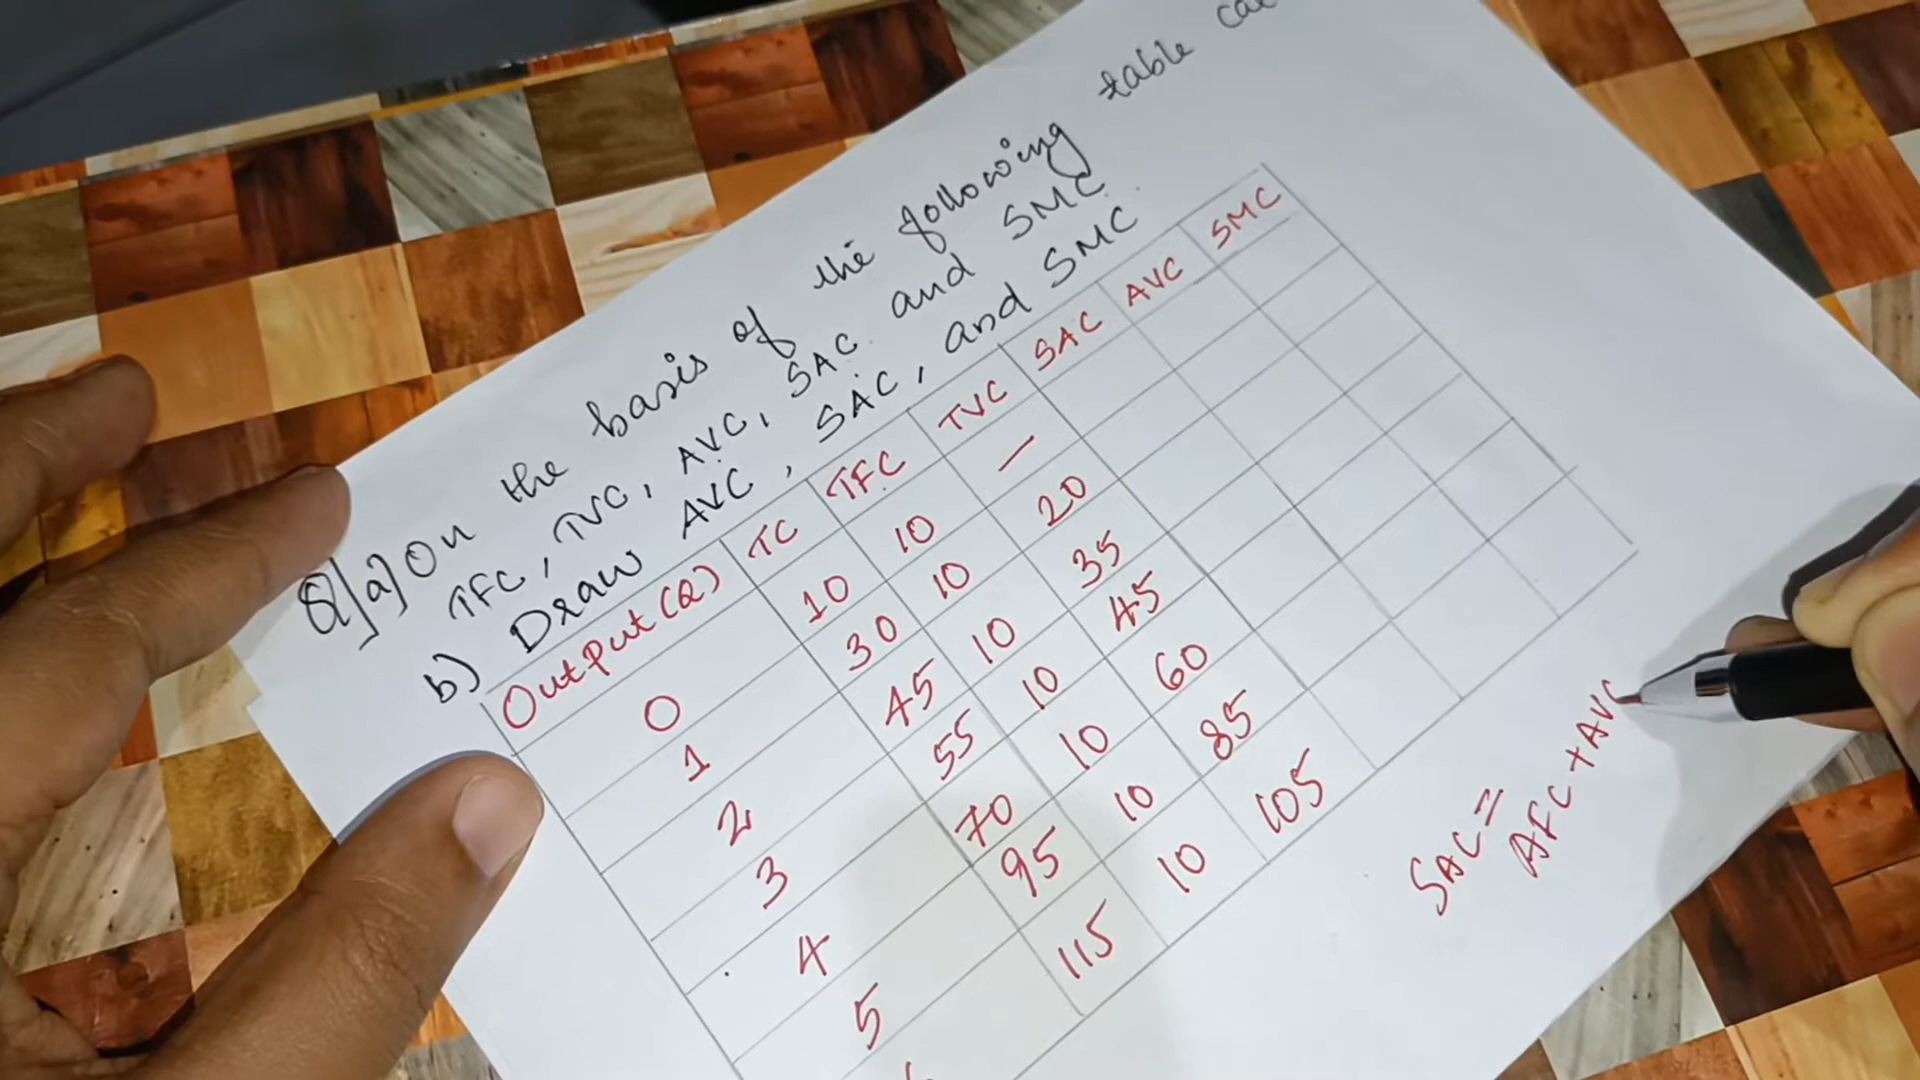 Q1 a) On the basis of the following table cal
TFC, TVC, AVC, SAC and SMC.
b) Draw AVC, SAC, and SMC
Output(Q) TC TFC TVC SAC AVC SMC
0 10 10 —
1 30 10 20
2 45 10 35
3 55 10 45
4 70 10 60
5 95 10 85
115 10 105
SAC =
AFC + AVC